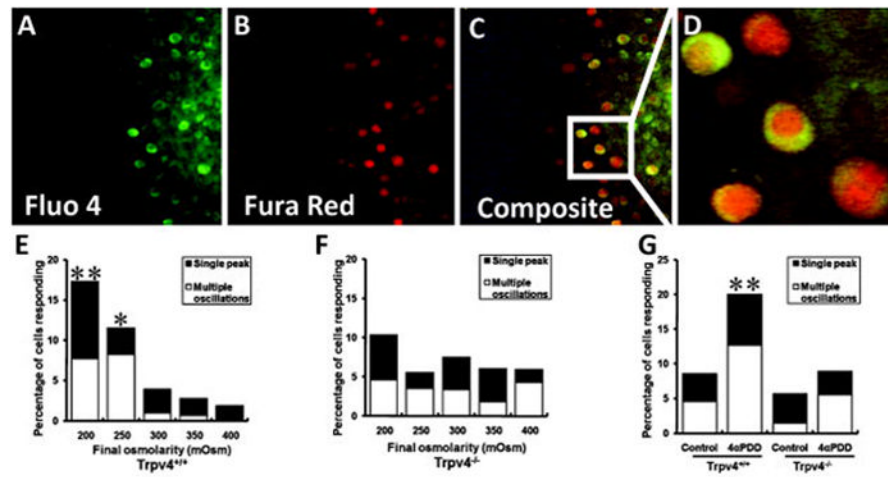 A
B
C
D
Fluo 4
Fura Red
Composite
E
F
G
20
15
10
5
0
Percentage of cells responding
**
*
Single peak
Multiple
oscillations
200
250
300
350
400
Final osmolarity (mOsm)
Trpv4+/+
20
15
10
5
0
Percentage of cells responding
Single peak
Multiple
oscillations
200
250
300
350
400
Final osmolarity (mOsm)
Trpv4-/-
25
20
15
10
5
0
Percentage of cells responding
**
Single peak
Multiple
oscillations
Control
4αPDD
Control
4αPDD
Trpv4+/+
Trpv4-/-